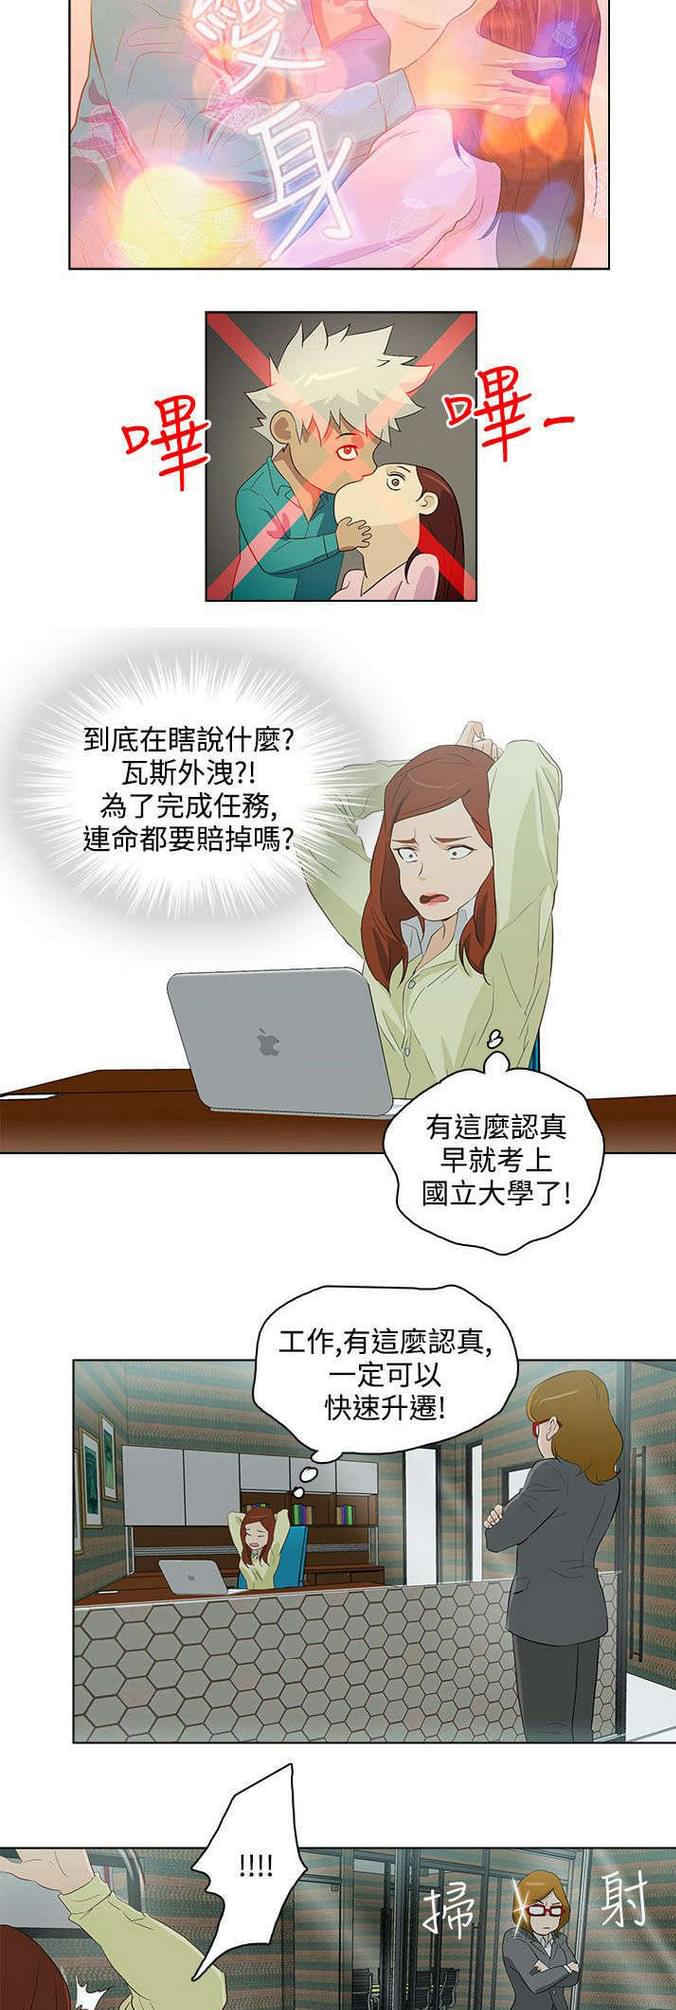 變
身
嗶
嗶-
到底在瞎說什麼?
瓦斯外洩?!
為了完成任務,
連命都要賠掉嗎?
有這麼認真
早就考上
國立大學了!
工作,有這麼認真,
一定可以
快速升遷!
!!!!
掃
射